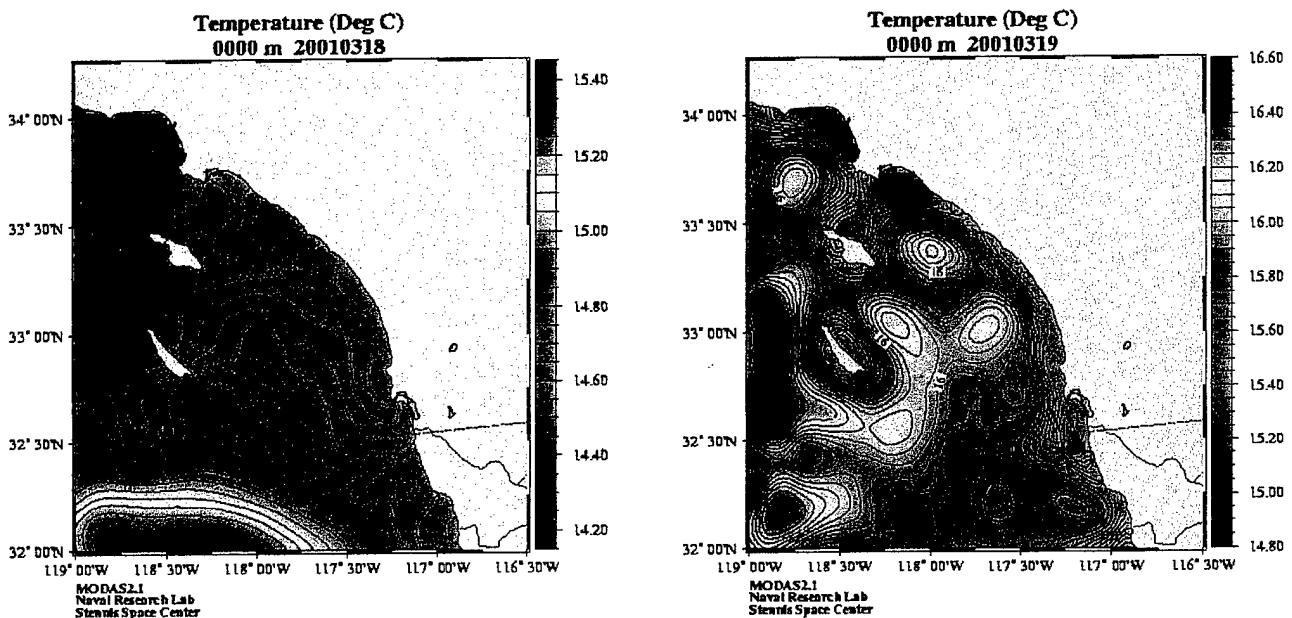 Temperature (Deg C)
0000 m 20010318
34° 00'N
33° 30'N
33° 00'N
32° 30'N
32° 00'N
119° 00'W 118° 30'W 118° 00'W 117° 30'W 117° 00'W 116° 30'W
15.40
15.20
15.00
14.80
14.60
14.40
14.20
MODAS2.1
Naval Research Lab
Stennis Space Center
Temperature (Deg C)
0000 m 20010319
34° 00'N
33° 30'N
33° 00'N
32° 30'N
32° 00'N
119° 00'W 118° 30'W 118° 00'W 117° 30'W 117° 00'W 116° 30'W
16.60
16.40
16.20
16.00
15.80
15.60
15.40
15.20
15.00
14.80
16
16
MODAS2.1
Naval Research Lab
Stennis Space Center